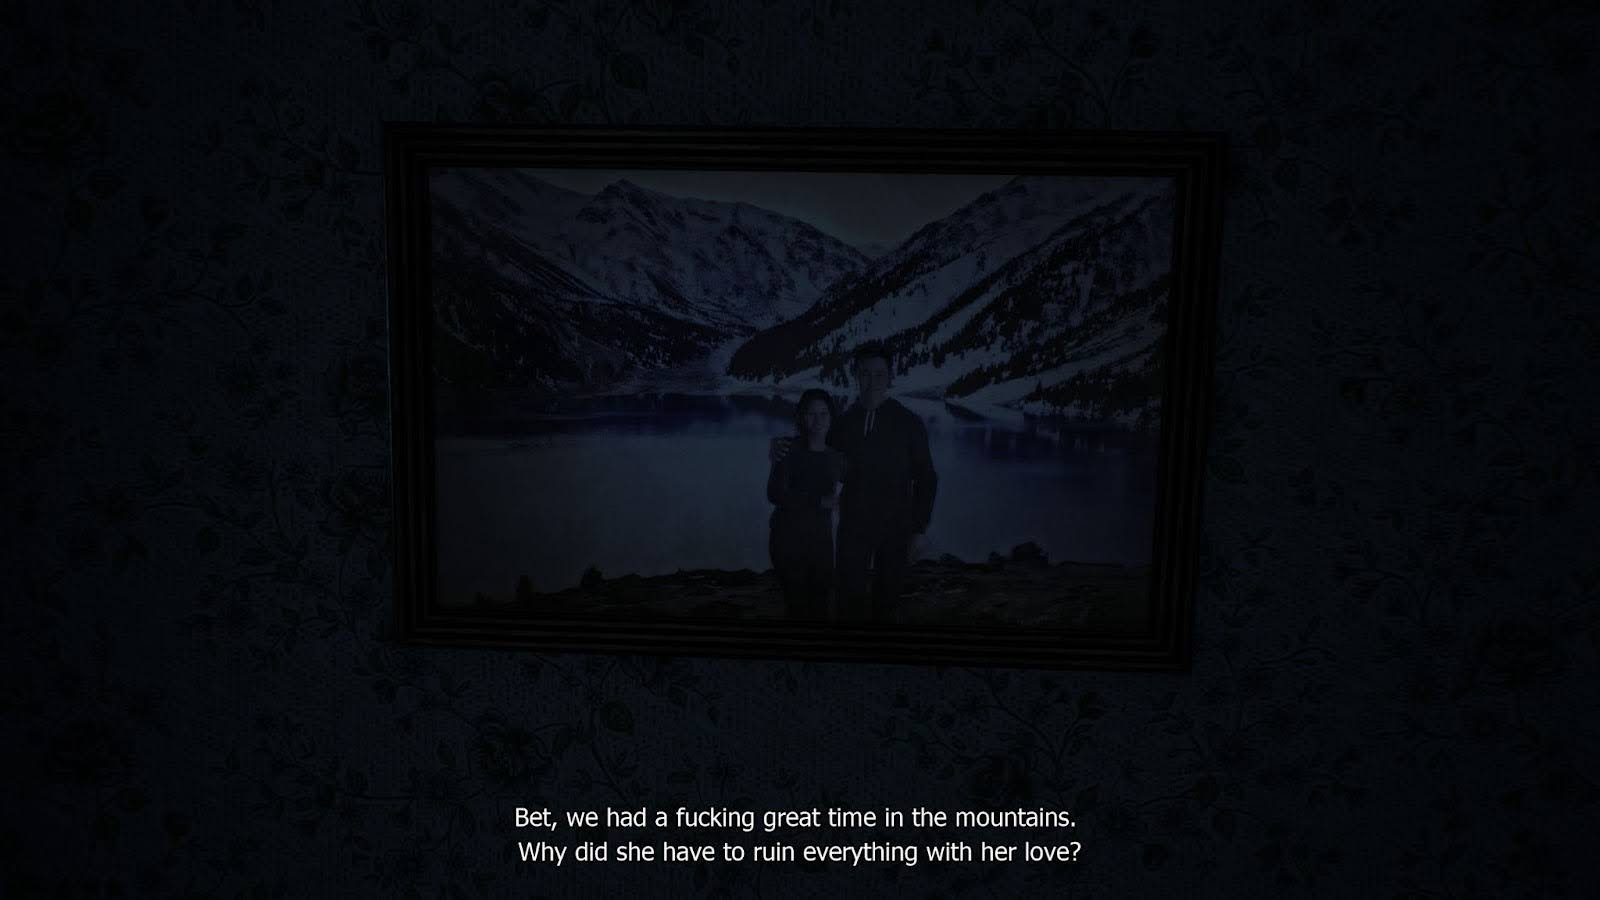 Bet, we had a fucking great time in the mountains.
Why did she have to ruin everything with her love?